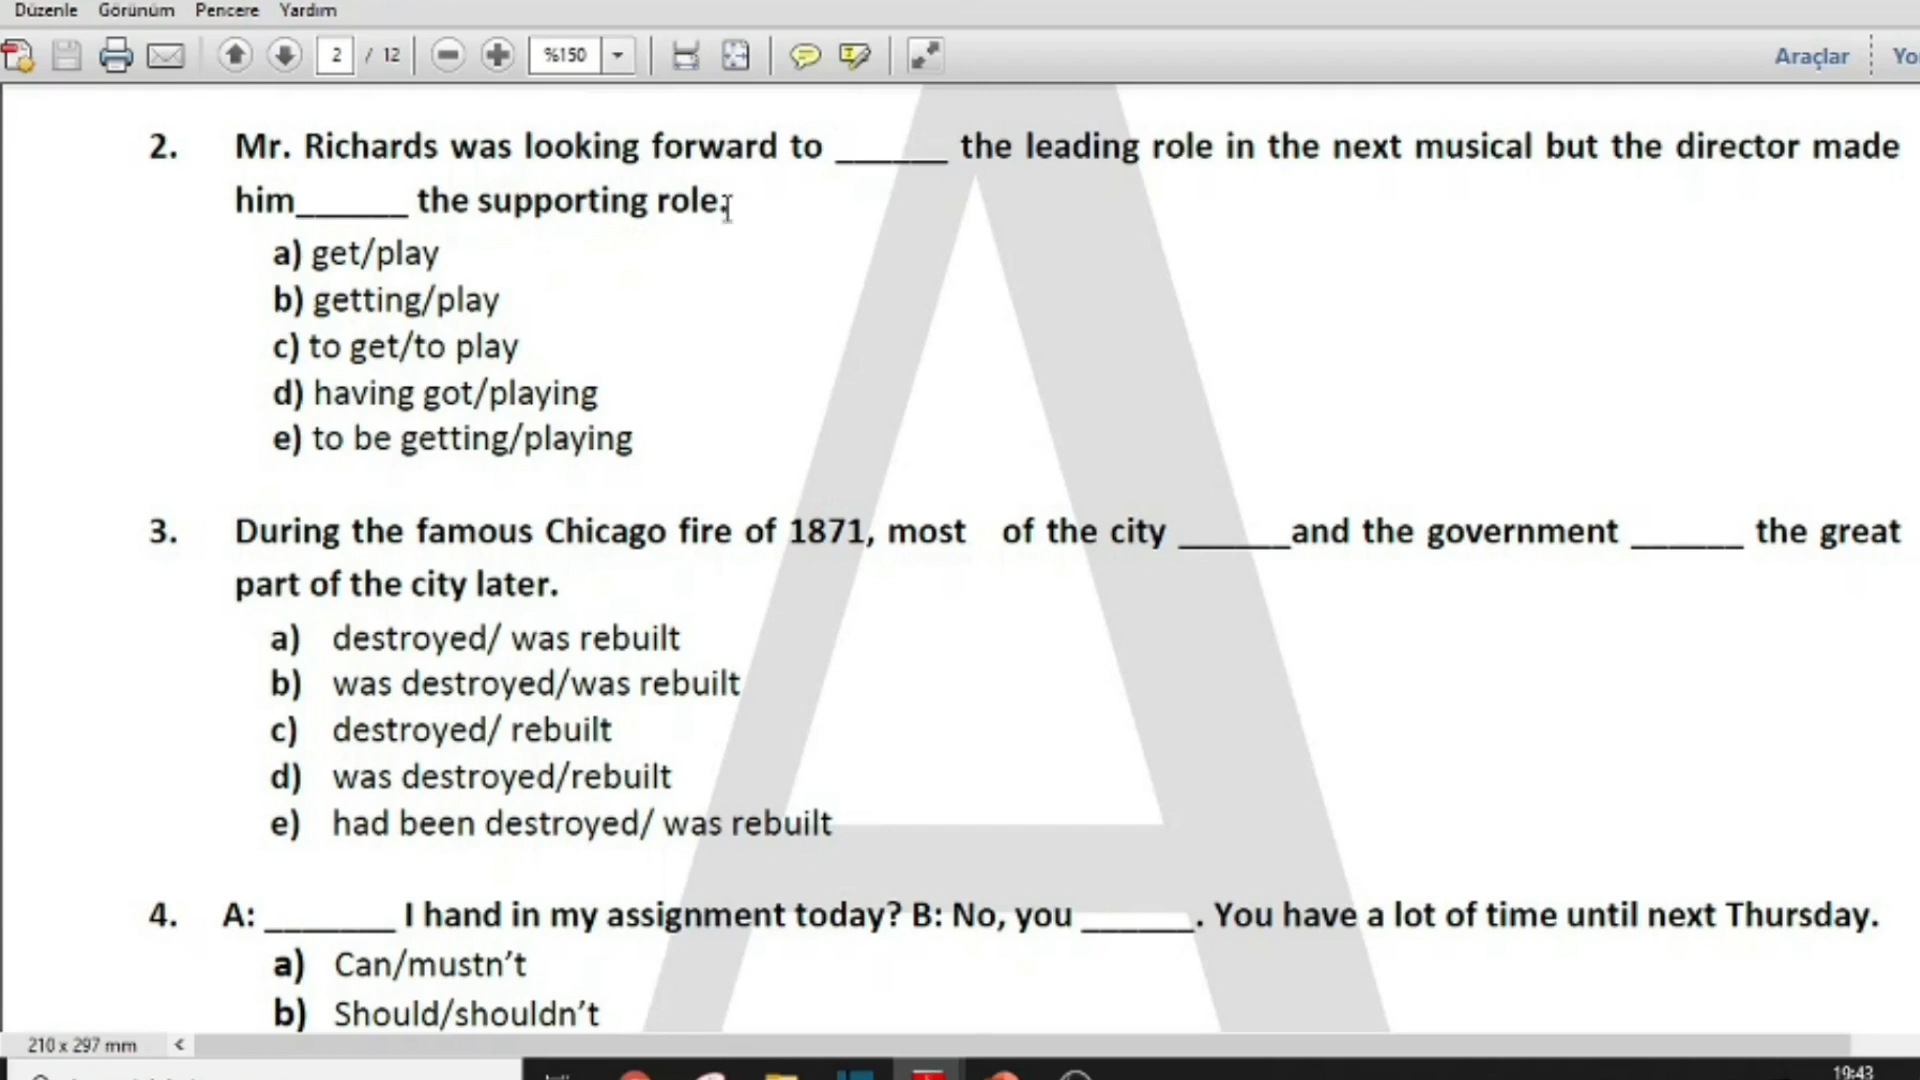 Düzenle Görünüm Pencere Yardım
2 / 12 %150 Araçlar Yo
2. Mr. Richards was looking forward to ______ the leading role in the next musical but the director made
him______ the supporting role.
a) get/play
b) getting/play
c) to get/to play
d) having got/playing
e) to be getting/playing
3. During the famous Chicago fire of 1871, most of the city ______and the government ______ the great
part of the city later.
a) destroyed/ was rebuilt
b) was destroyed/was rebuilt
c) destroyed/ rebuilt
d) was destroyed/rebuilt
e) had been destroyed/ was rebuilt
4. A: _______ I hand in my assignment today? B: No, you ______. You have a lot of time until next Thursday.
a) Can/mustn't
b) Should/shouldn't
210 x 297 mm
19:43